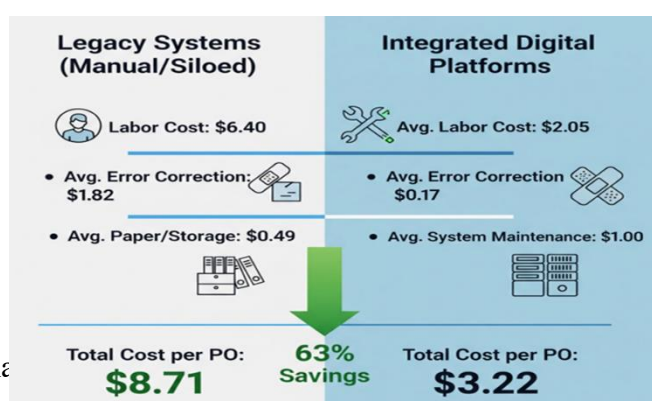 Legacy Systems
(Manual/Siloed)
Labor Cost: $6.40
• Avg. Error Correction:
$1.82
• Avg. Paper/Storage: $0.49
Total Cost per PO:
$8.71
63%
Savings
Integrated Digital
Platforms
Avg. Labor Cost: $2.05
• Avg. Error Correction
$0.17
• Avg. System Maintenance: $1.00
Total Cost per PO:
$3.22